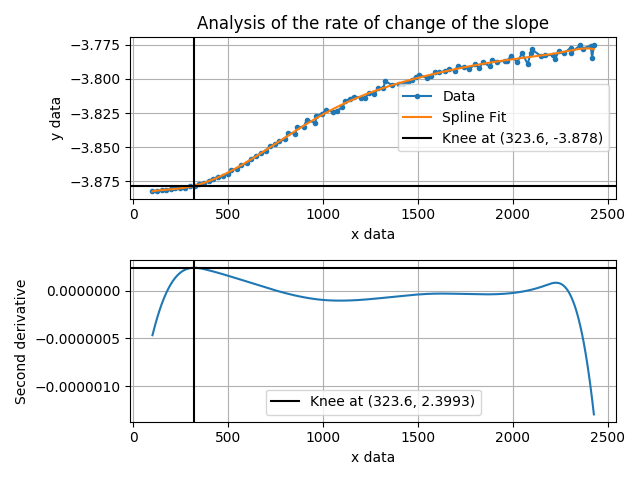 Analysis of the rate of change of the slope
y data
−3.775
−3.800
−3.825
−3.850
−3.875
Data
Spline Fit
Knee at (323.6, -3.878)
0 500 1000 1500 2000 2500
x data
Second derivative
0.0000000
−0.0000005
−0.0000010
Knee at (323.6, 2.3993)
0 500 1000 1500 2000 2500
x data